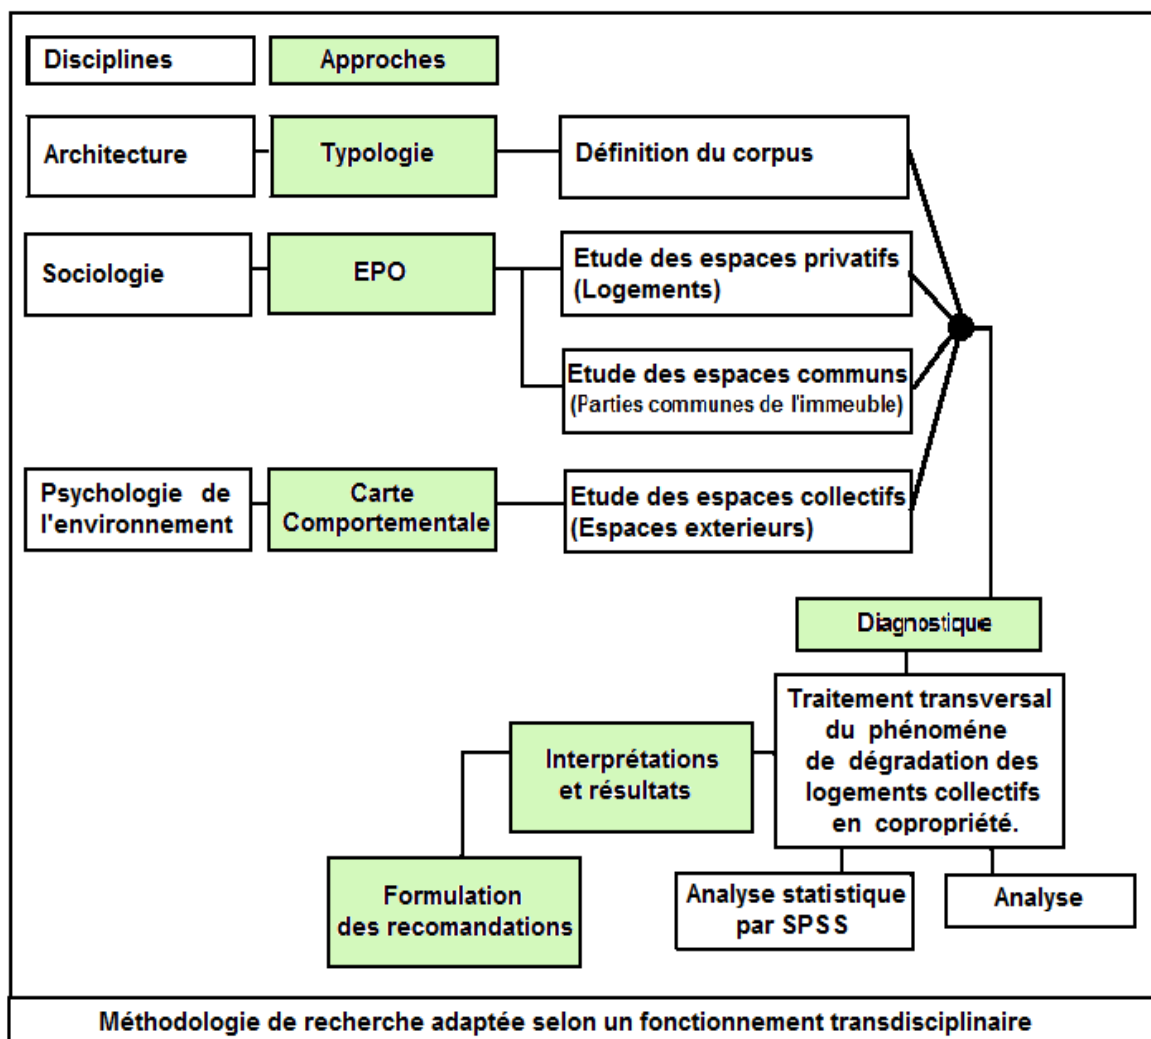 Disciplines
Approches
Architecture
Typologie
Définition du corpus
Sociologie
EPO
Etude des espaces privatifs
(Logements)
Etude des espaces communs
(Parties communes de l'immeuble)
Psychologie de
l'environnement
Carte
Comportementale
Etude des espaces collectifs
(Espaces exterieurs)
Diagnostique
Traitement transversal
du phénoméne
de dégradation des
logements collectifs
en copropriété.
Interprétations
et résultats
Formulation
des recomandations
Analyse statistique
par SPSS
Analyse
Méthodologie de recherche adaptée selon un fonctionnement transdisciplinaire